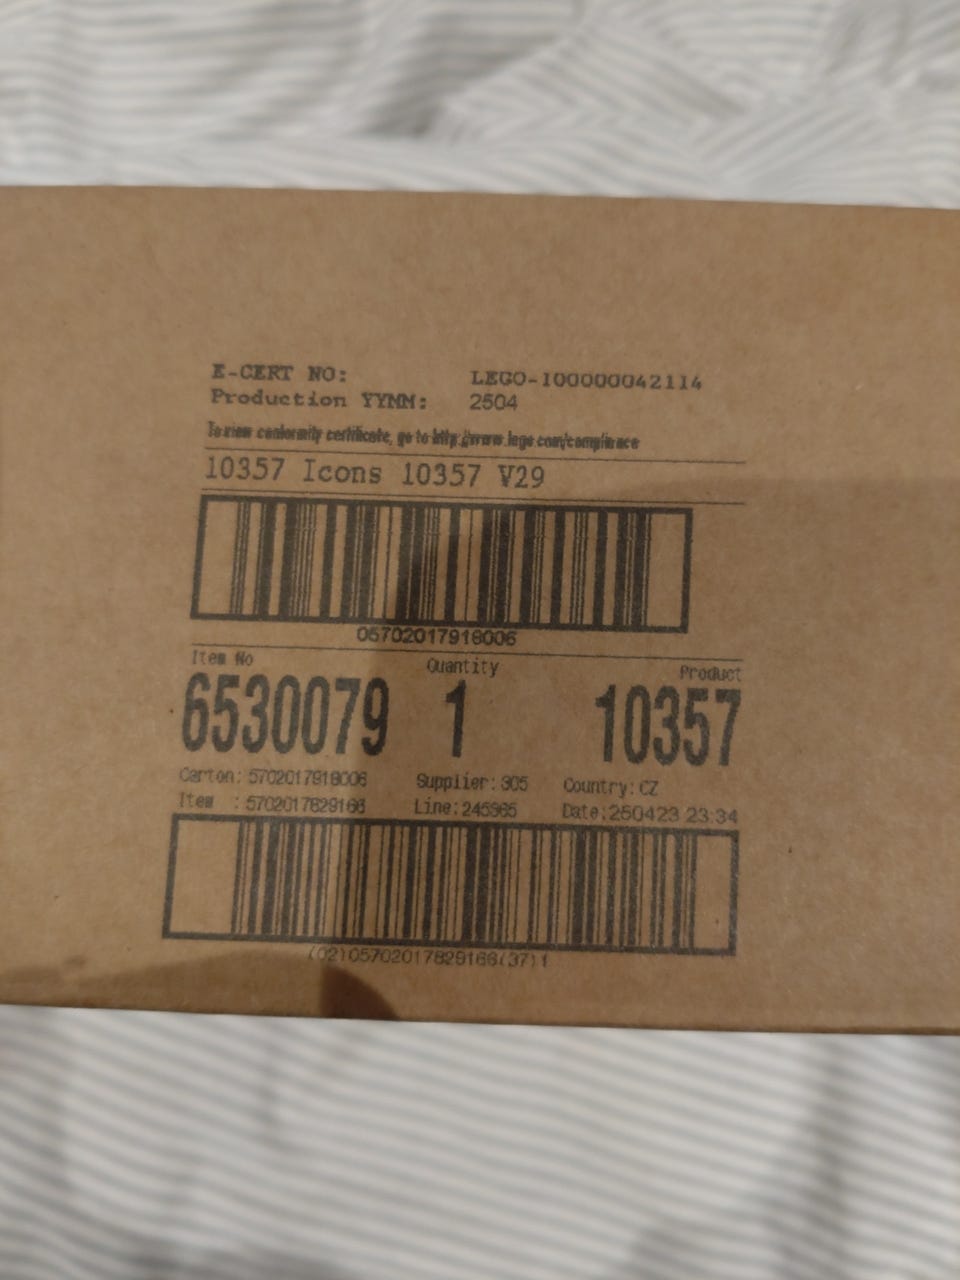 E-CERT NO: LEGO-100000042114
Production YYMM: 2504
To view conformity certificate, go to http://www.lego.com/compliance
10357 Icons 10357 V29
05702017918006
Item No Quantity Product
6530079 1 10357
Carton: 5702017918006 Supplier: 305 Country: CZ
Item : 5702017829166 Line: 245965 Date: 250423 23:34
(02)05702017829166(37)1